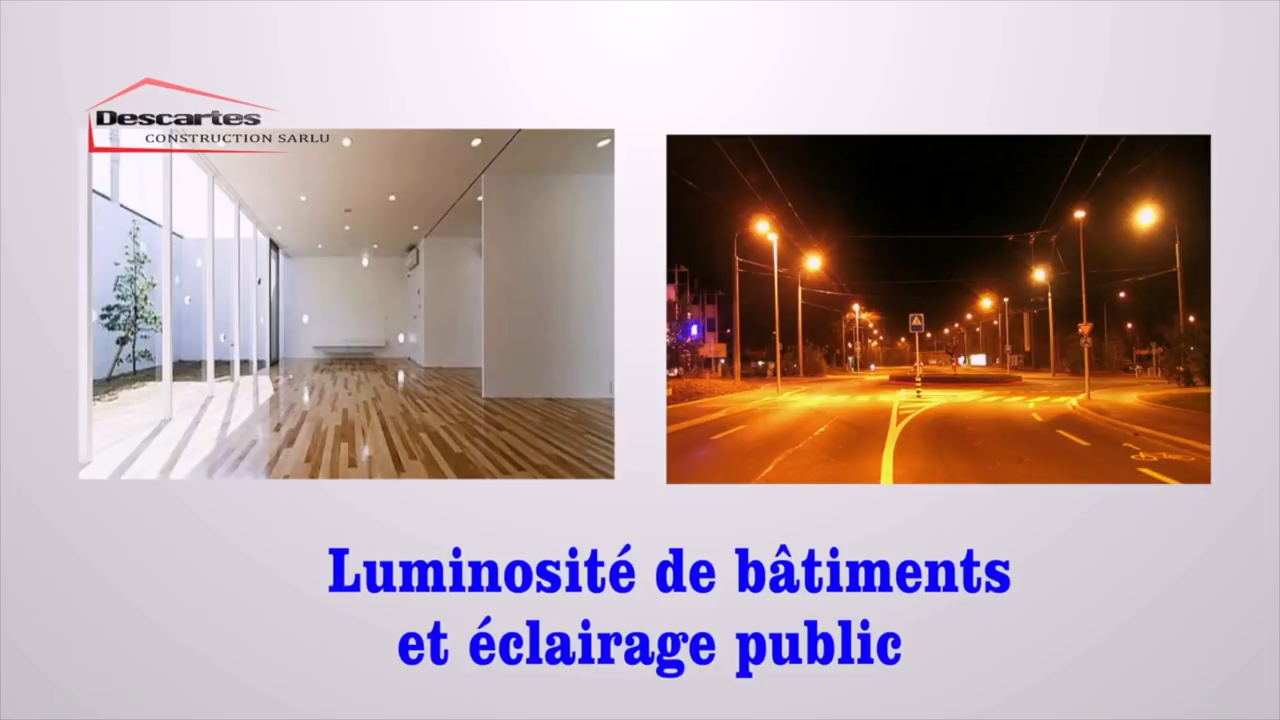 Descartes
CONSTRUCTION SARLU
Luminosité de bâtiments
et éclairage public